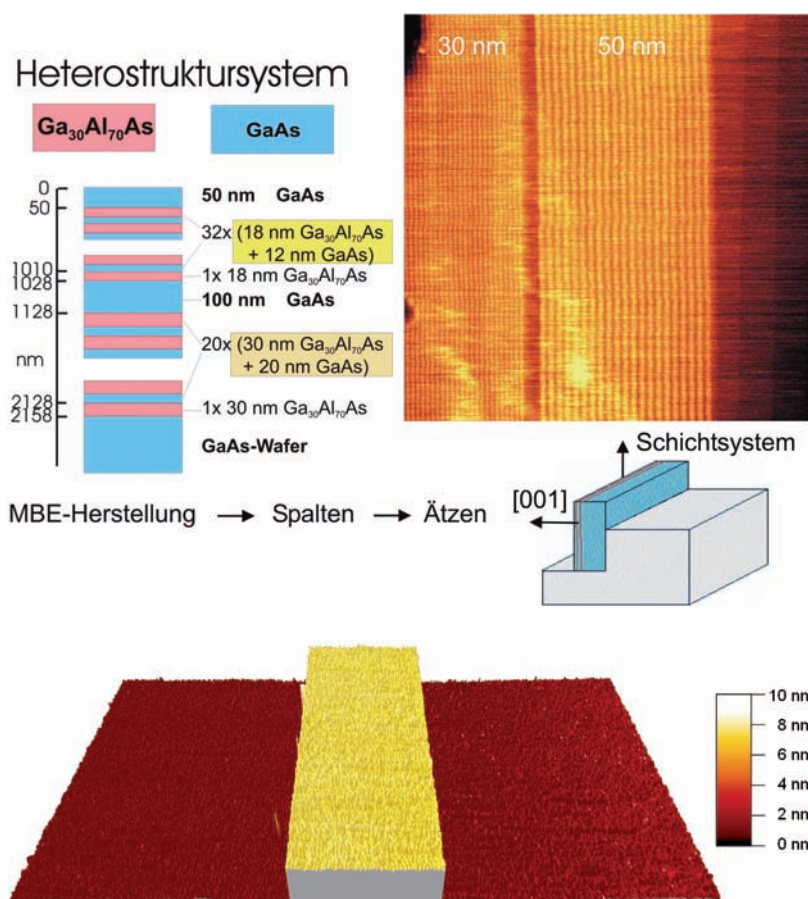 Heterostruktursystem
Ga₃₀Al₇₀As
GaAs
0
50
1010
1028
1128
nm
2128
2158
50 nm GaAs
32x (18 nm Ga₃₀Al₇₀As
+ 12 nm GaAs)
1x 18 nm Ga₃₀Al₇₀As
100 nm GaAs
20x (30 nm Ga₃₀Al₇₀As
+ 20 nm GaAs)
1x 30 nm Ga₃₀Al₇₀As
GaAs-Wafer
30 nm
50 nm
MBE-Herstellung → Spalten → Ätzen
Schichtsystem
[001]
10 nm
8 nm
6 nm
4 nm
2 nm
0 nm